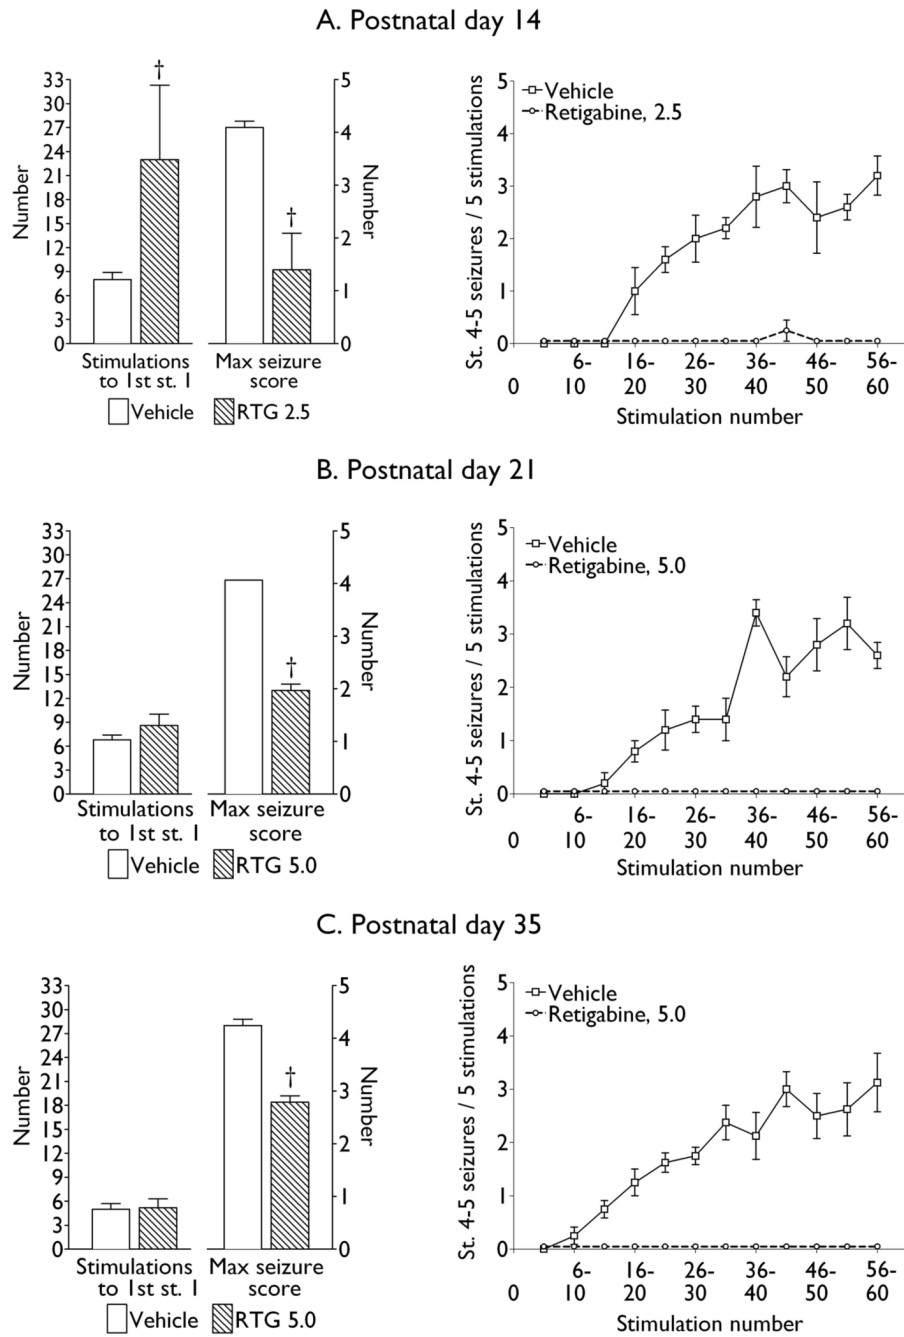 A. Postnatal day 14
Number
33
30
27
24
21
18
15
12
9
6
3
0
†
Stimulations
to 1st st. 1
†
Max seizure
score
5
4
3
2
1
0
Number
Vehicle RTG 2.5
St. 4-5 seizures / 5 stimulations
5
4
3
2
1
0
Vehicle
Retigabine, 2.5
6- 16- 26- 36- 46- 56-
0 10 20 30 40 50 60
Stimulation number
B. Postnatal day 21
Number
33
30
27
24
21
18
15
12
9
6
3
0
Stimulations
to 1st st. 1
†
Max seizure
score
5
4
3
2
1
0
Number
Vehicle RTG 5.0
St. 4-5 seizures / 5 stimulations
5
4
3
2
1
0
Vehicle
Retigabine, 5.0
6- 16- 26- 36- 46- 56-
0 10 20 30 40 50 60
Stimulation number
C. Postnatal day 35
Number
33
30
27
24
21
18
15
12
9
6
3
0
Stimulations
to 1st st. 1
†
Max seizure
score
5
4
3
2
1
0
Number
Vehicle RTG 5.0
St. 4-5 seizures / 5 stimulations
5
4
3
2
1
0
Vehicle
Retigabine, 5.0
6- 16- 26- 36- 46- 56-
0 10 20 30 40 50 60
Stimulation number